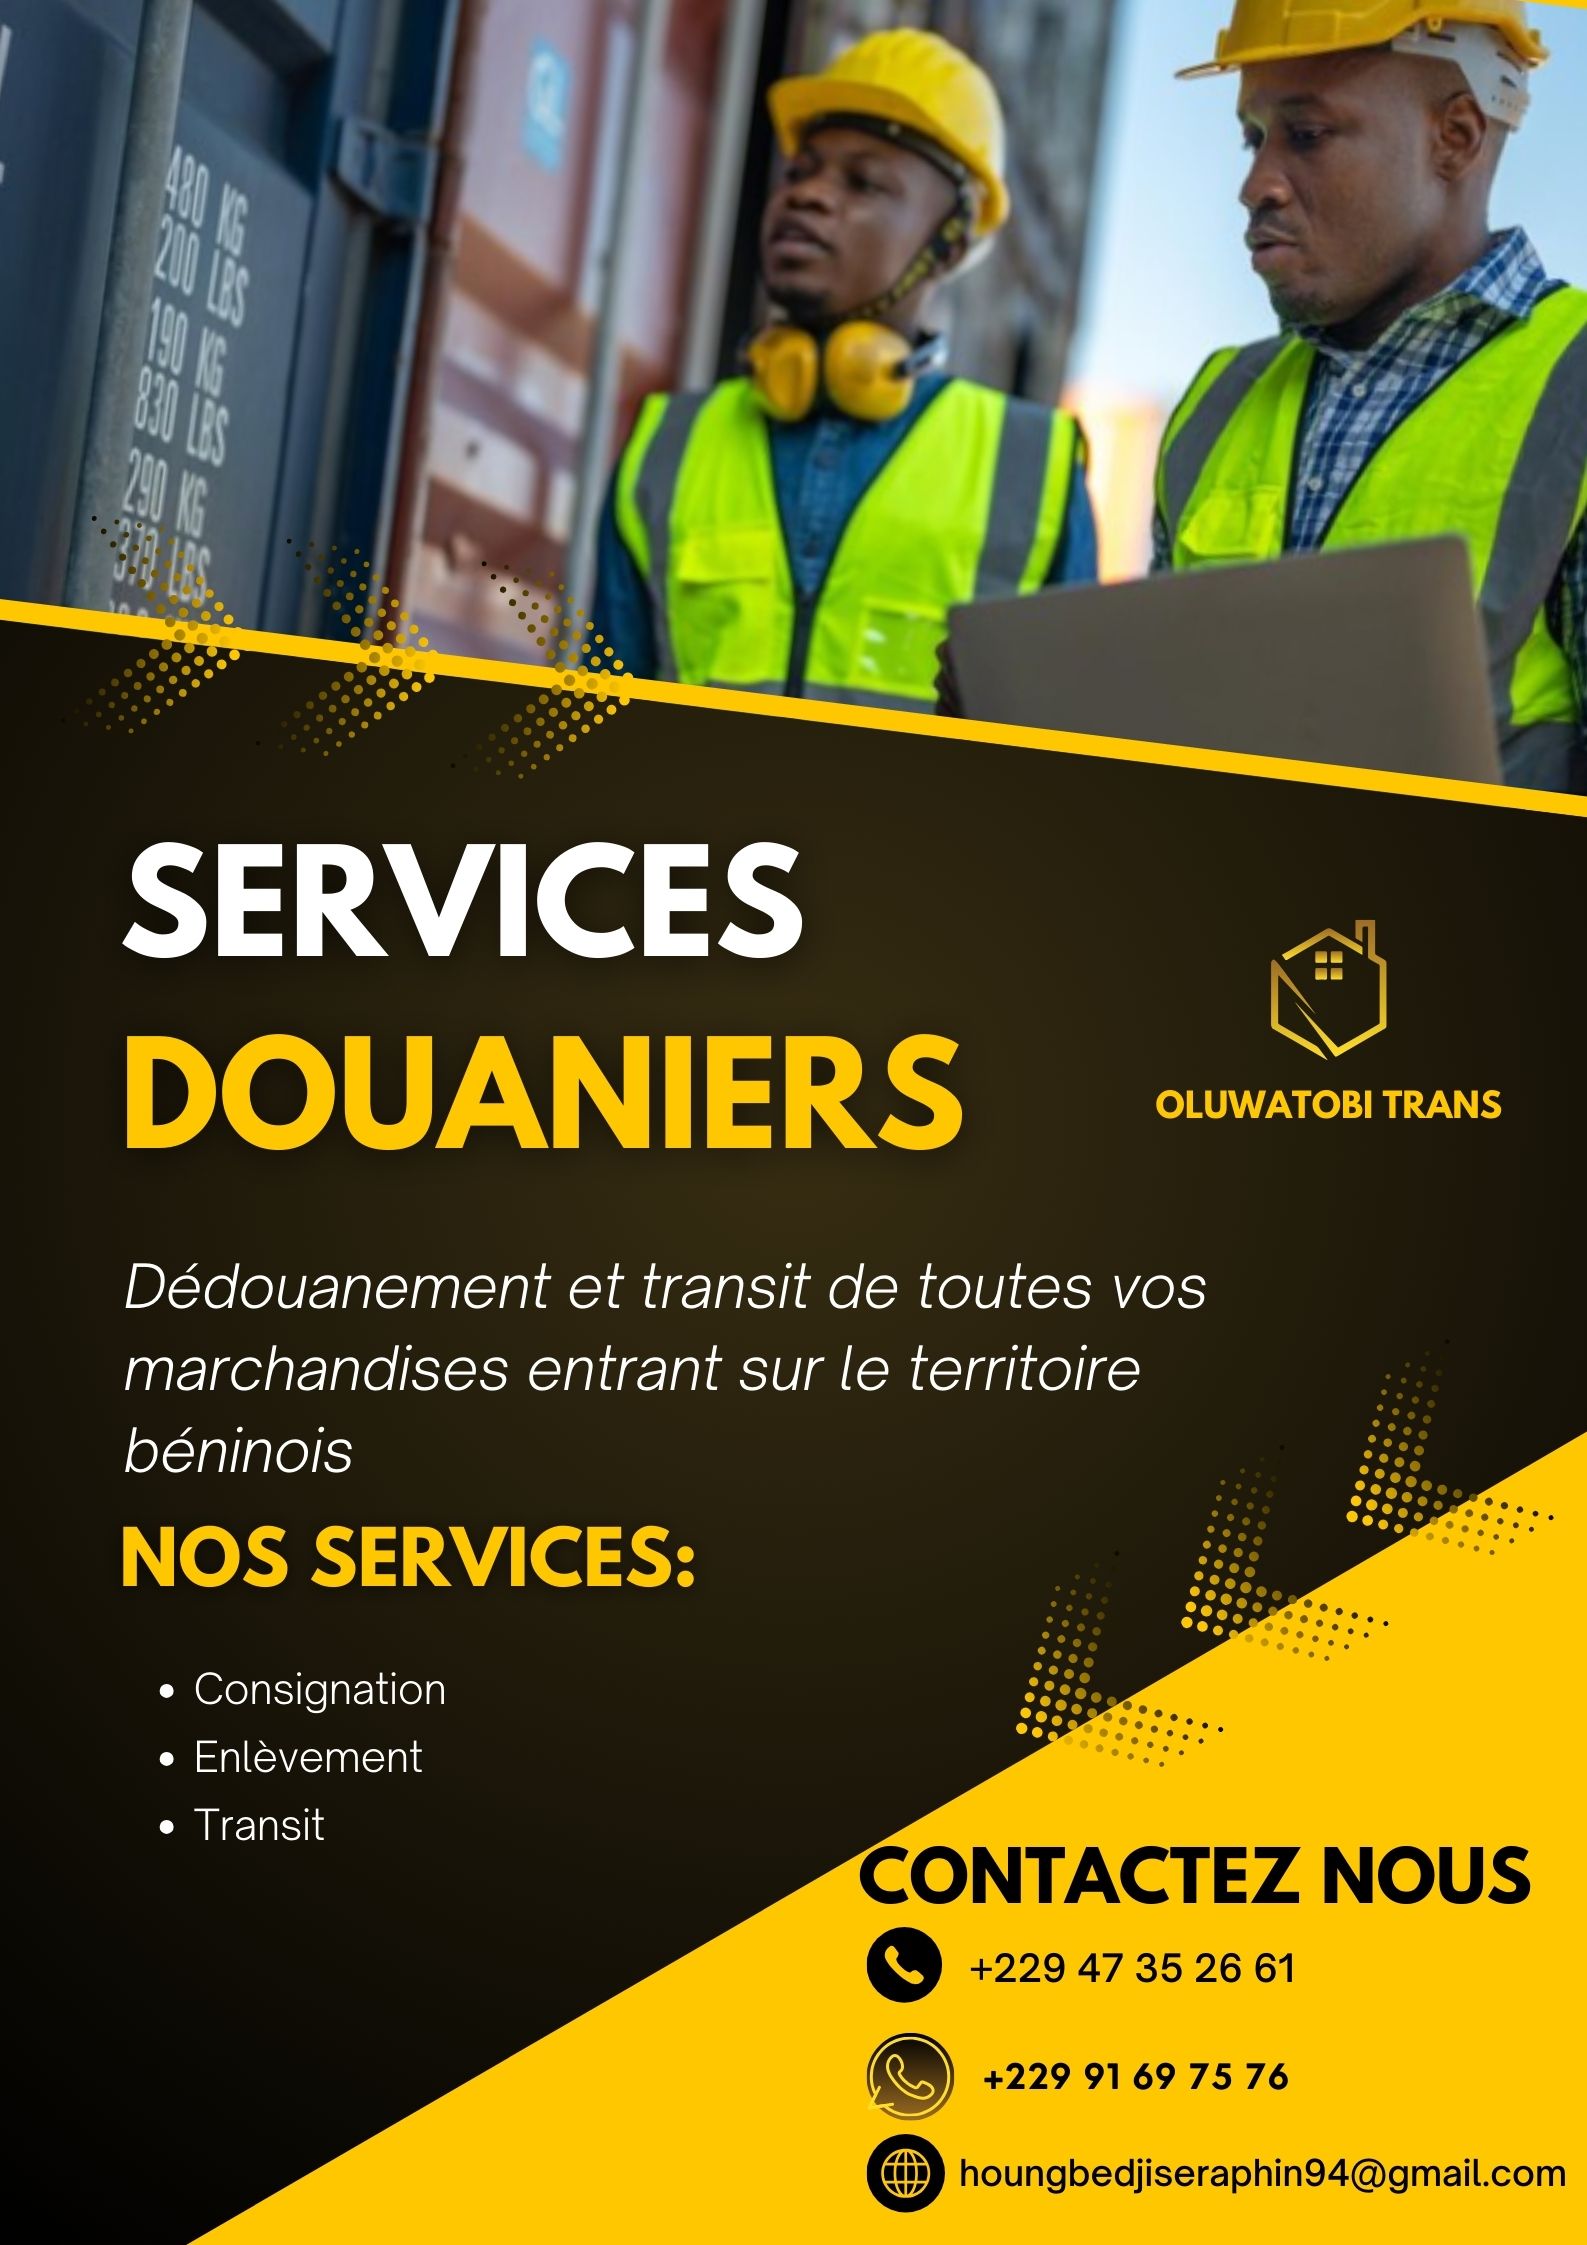 480 KG
200 LBS
190 KG
830 LBS
290 KG
LBS
SERVICES
DOUANIERS
OLUWATOBI TRANS
Dédouanement et transit de toutes vos
marchandises entrant sur le territoire
béninois
NOS SERVICES:
• Consignation
• Enlèvement
• Transit
CONTACTEZ NOUS
+229 47 35 26 61
+229 91 69 75 76
houngbedjiseraphin94@gmail.com